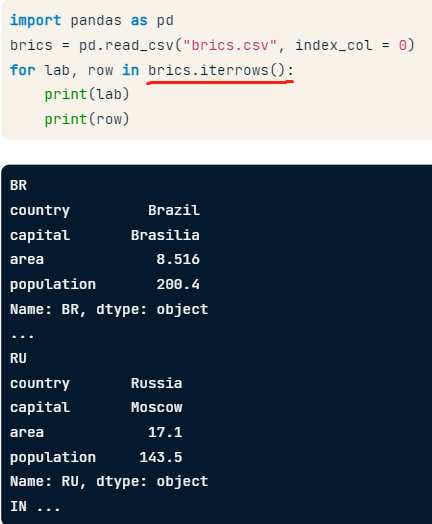 import pandas as pd
brics = pd.read_csv("brics.csv", index_col = 0)
for lab, row in brics.iterrows():
    print(lab)
    print(row)
BR
country         Brazil
capital       Brasilia
area             8.516
population       200.4
Name: BR, dtype: object
...
RU
country       Russia
capital       Moscow
area            17.1
population     143.5
Name: RU, dtype: object
IN ...